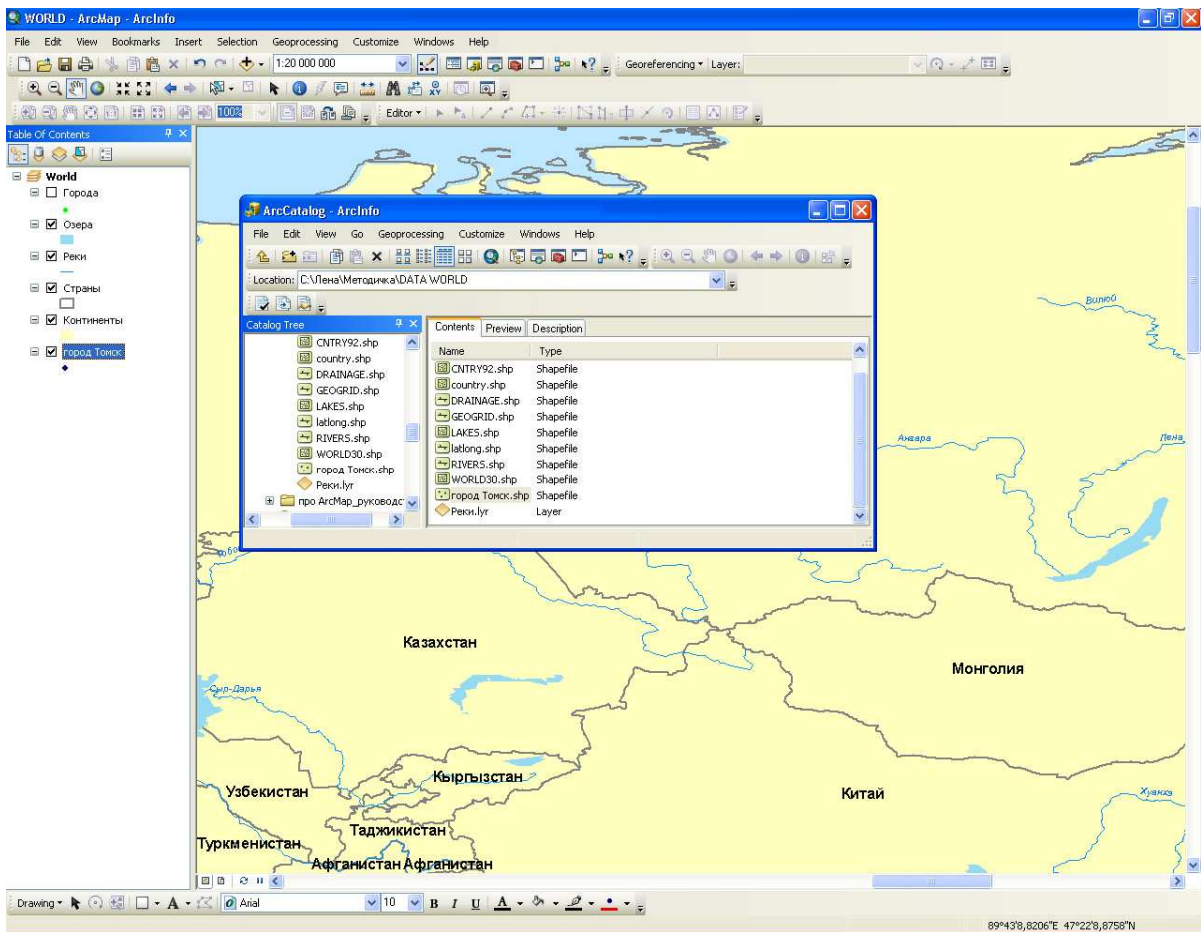 WORLD - ArcMap - ArcInfo
File Edit View Bookmarks Insert Selection Geoprocessing Customize Windows Help
1:20 000 000
Georeferencing
Layer:
100%
Editor
Table Of Contents
World
Города
Озера
Реки
Страны
Континенты
город Томск
ArcCatalog - ArcInfo
File Edit View Go Geoprocessing Customize Windows Help
Location: C:\Лена\Методичка\DATA WORLD
Catalog Tree
CNTRY92.shp
country.shp
DRAINAGE.shp
GEOGRID.shp
LAKES.shp
latlong.shp
RIVERS.shp
WORLD30.shp
город Томск.shp
Реки.lyr
про ArcMap_руководс
Contents Preview Description
Name Type
CNTRY92.shp Shapefile
country.shp Shapefile
DRAINAGE.shp Shapefile
GEOGRID.shp Shapefile
LAKES.shp Shapefile
latlong.shp Shapefile
RIVERS.shp Shapefile
WORLD30.shp Shapefile
город Томск.shp Shapefile
Реки.lyr Layer
Вилюй
Ангара
Лена
Казахстан
Монголия
Сыр-Дарья
Кыргызстан
Узбекистан
Китай
Хуанхэ
Таджикистан
Туркменистан
Афганистан Афганистан
Drawing
A
Arial
10
B I U A
89°43'8,8206"E 47°22'8,8758"N